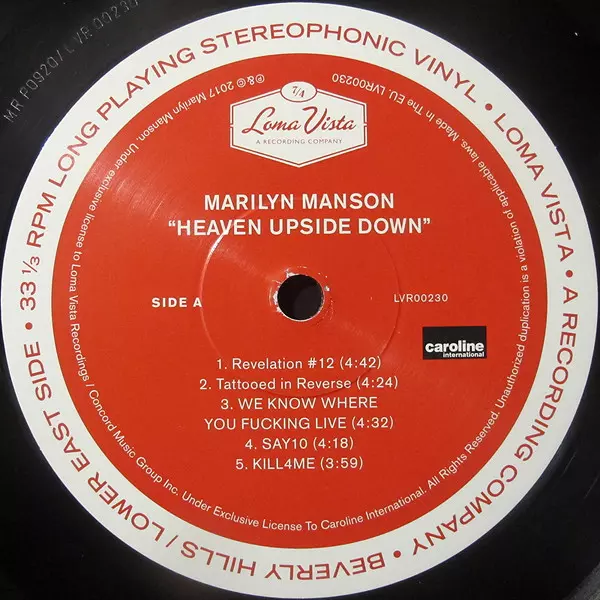 MR P0920/LVR 00230
33 1/3 RPM LONG PLAYING STEREOPHONIC VINYL • LOMA VISTA • A RECORDING COMPANY • BEVERLY HILLS / LOWER EAST SIDE •
℗ & © 2017 Marilyn Manson. Under exclusive license to Loma Vista Recordings / Concord Music Group Inc. Under Exclusive License To Caroline International. All Rights Reserved. Unauthorized duplication is a violation of applicable laws. Made In The EU. LVR00230
7/4
Loma Vista
A RECORDING COMPANY
MARILYN MANSON
“HEAVEN UPSIDE DOWN”
SIDE A
LVR00230
caroline
international
1. Revelation #12 (4:42)
2. Tattooed in Reverse (4:24)
3. WE KNOW WHERE
YOU FUCKING LIVE (4:32)
4. SAY10 (4:18)
5. KILL4ME (3:59)